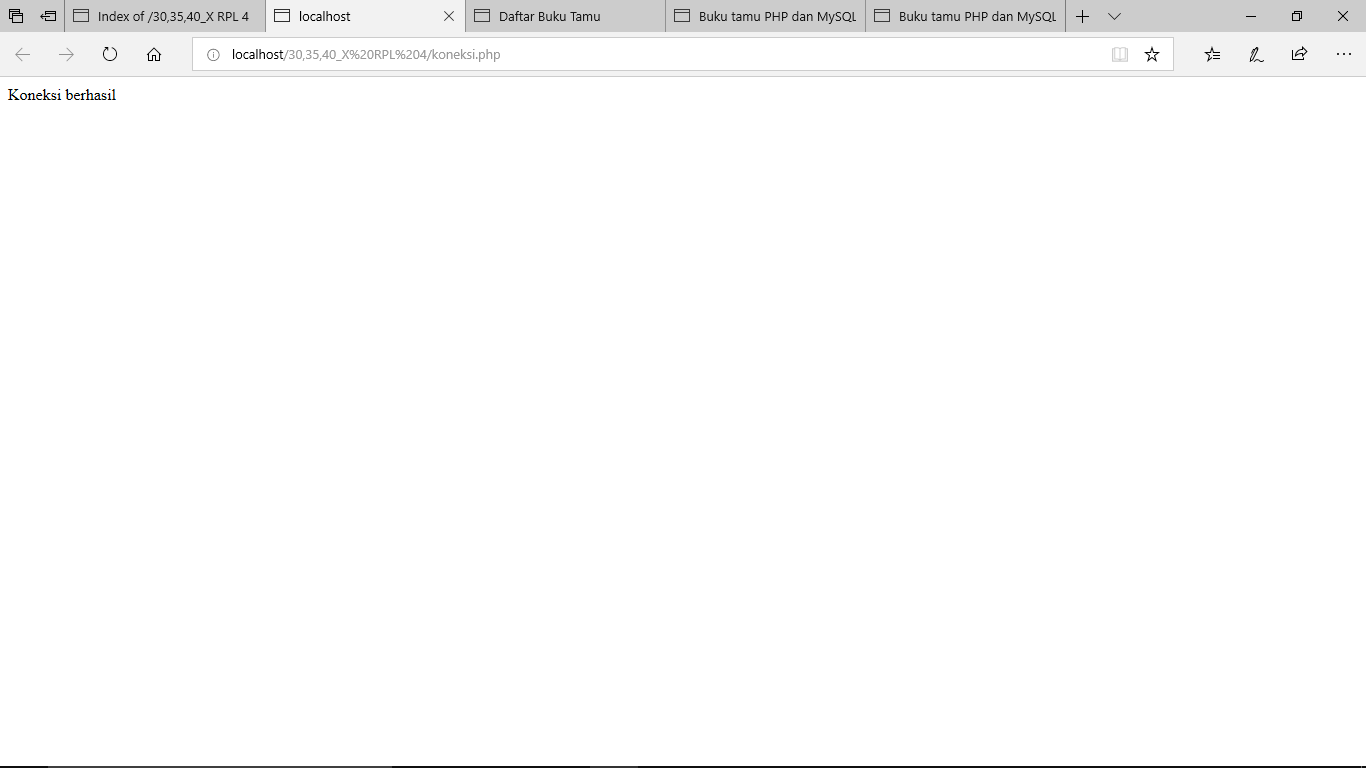 Index of /30,35,40_X RPL 4
localhost
Daftar Buku Tamu
Buku tamu PHP dan MySQL
Buku tamu PHP dan MySQL
localhost/30,35,40_X%20RPL%204/koneksi.php
Koneksi berhasil